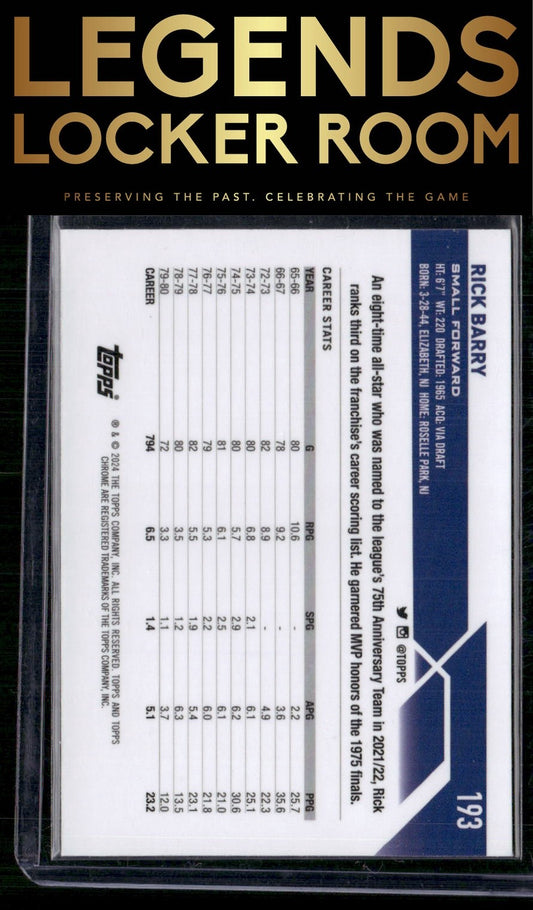 LEGENDS
LOCKER ROOM
PRESERVING THE PAST. CELEBRATING THE GAME
193
RICK BARRY
SMALL FORWARD
HT: 6'7" WT: 220 DRAFTED: 1965 ACQ: VIA DRAFT
BORN: 3-28-44, ELIZABETH, NJ HOME: ROSELLE PARK, NJ
@TOPPS
An eight-time all-star who was named to the league's 75th Anniversary Team in 2021/22, Rick
ranks third on the franchise's career scoring list. He garnered MVP honors of the 1975 finals.
CAREER STATS
YEAR G RPG SPG APG PPG
65-66 80 10.6 - 2.2 25.7
66-67 78 9.2 - 3.6 35.6
72-73 82 8.9 - 4.9 22.3
73-74 80 6.8 2.1 6.1 25.1
74-75 80 5.7 2.9 6.2 30.6
75-76 81 6.1 2.5 6.1 21.0
76-77 79 5.3 2.2 6.0 21.8
77-78 82 5.5 1.9 5.4 23.1
78-79 80 3.5 1.2 6.3 13.5
79-80 72 3.3 1.1 3.7 12.0
CAREER 794 6.5 1.4 5.1 23.2
topps
® & © 2024 THE TOPPS COMPANY, INC. ALL RIGHTS RESERVED. TOPPS AND TOPPS
CHROME ARE REGISTERED TRADEMARKS OF THE TOPPS COMPANY, INC.